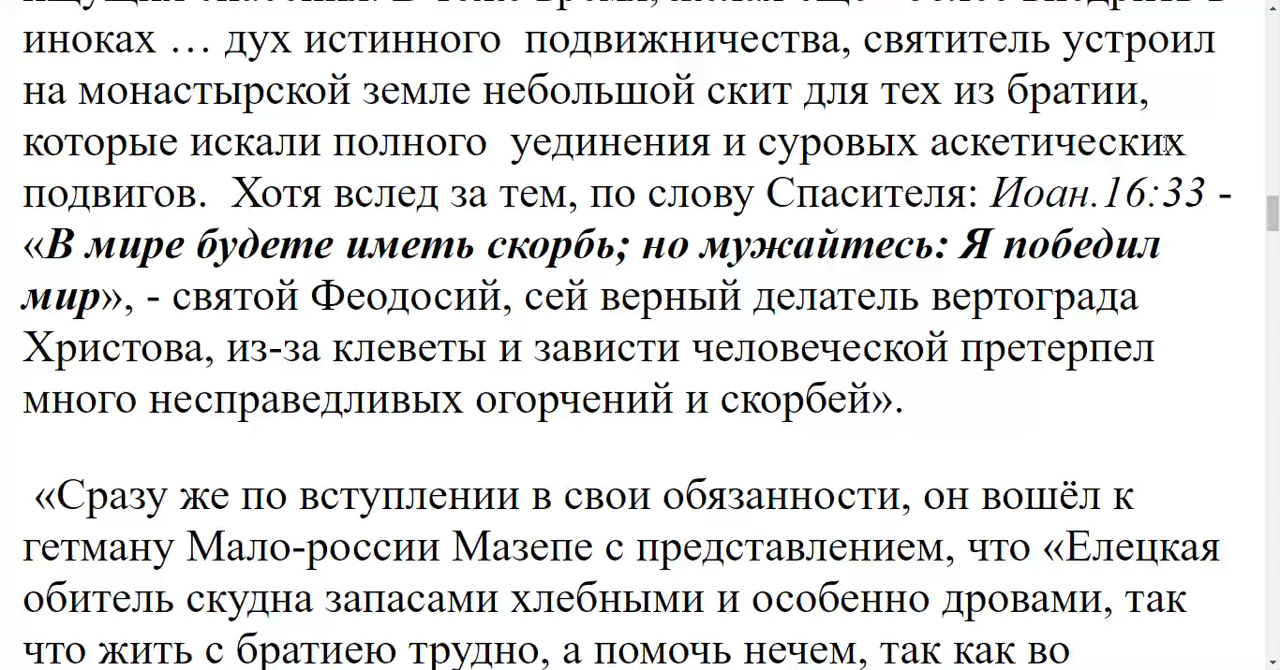 иноках … дух истинного подвижничества, святитель устроил
на монастырской земле небольшой скит для тех из братии,
которые искали полного уединения и суровых аскетических
подвигов. Хотя вслед за тем, по слову Спасителя: Иоан.16:33 -
«В мире будете иметь скорбь; но мужайтесь: Я победил
мир», - святой Феодосий, сей верный делатель вертограда
Христова, из-за клеветы и зависти человеческой претерпел
много несправедливых огорчений и скорбей».
«Сразу же по вступлении в свои обязанности, он вошёл к
гетману Мало-россии Мазепе с представлением, что «Елецкая
обитель скудна запасами хлебными и особенно дровами, так
что жить с братиею трудно, а помочь нечем, так как во